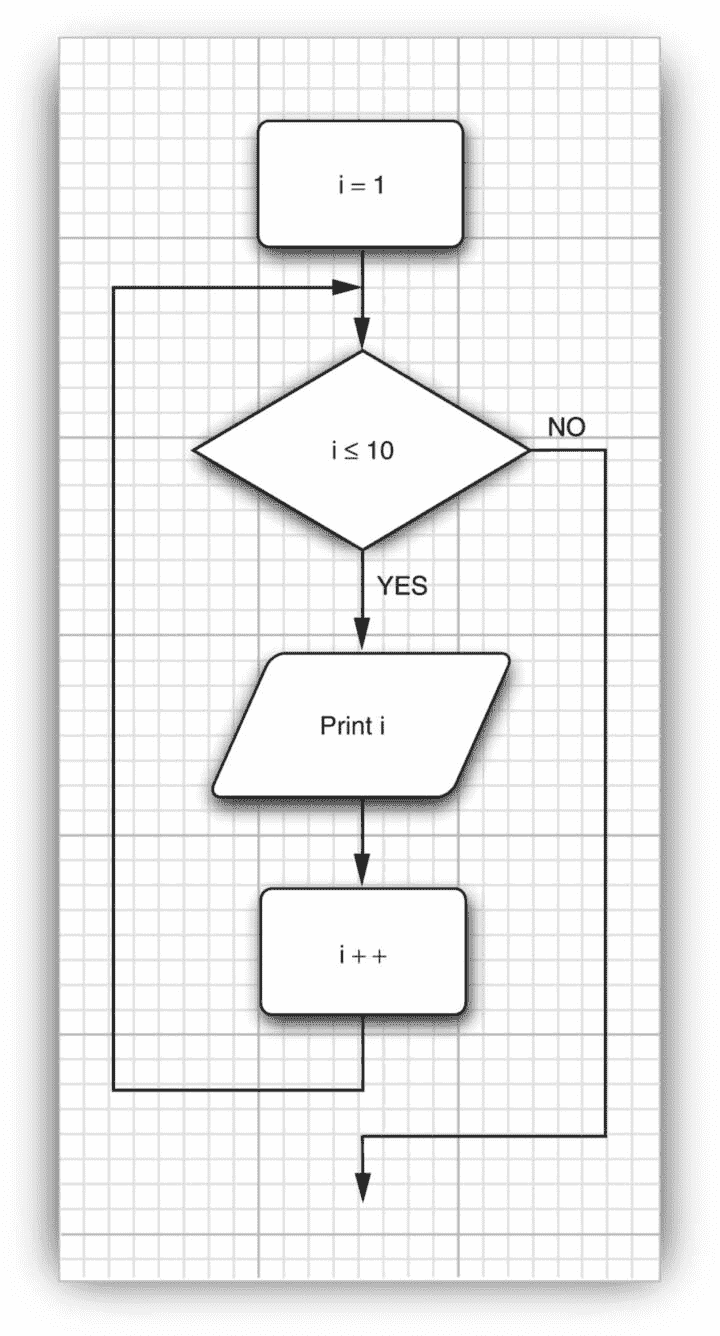 i = 1
i ≤ 10
NO
YES
Print i
i + +